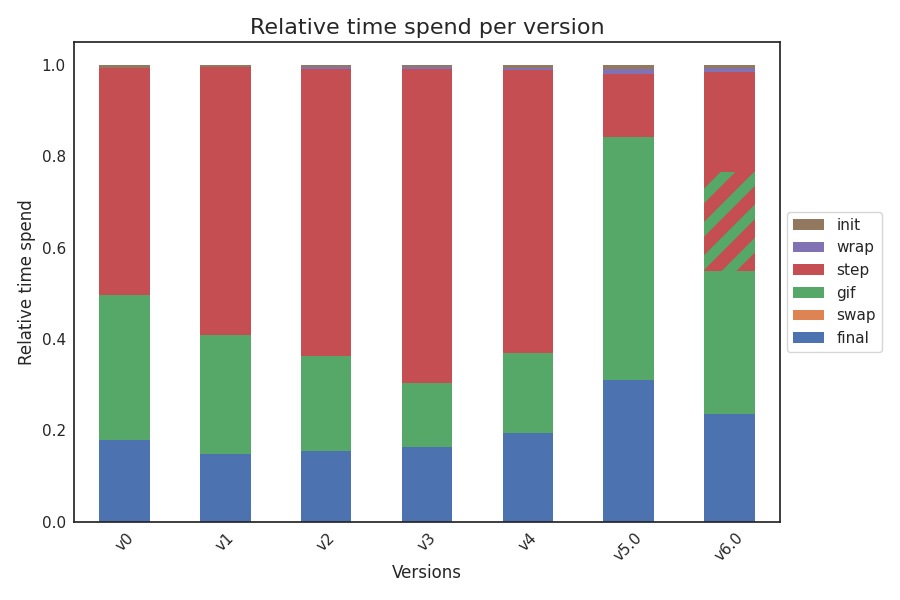 Relative time spend per version
Relative time spend
1.0
0.8
0.6
0.4
0.2
0.0
v0
v1
v2
v3
v4
v5.0
v6.0
Versions
init
wrap
step
gif
swap
final